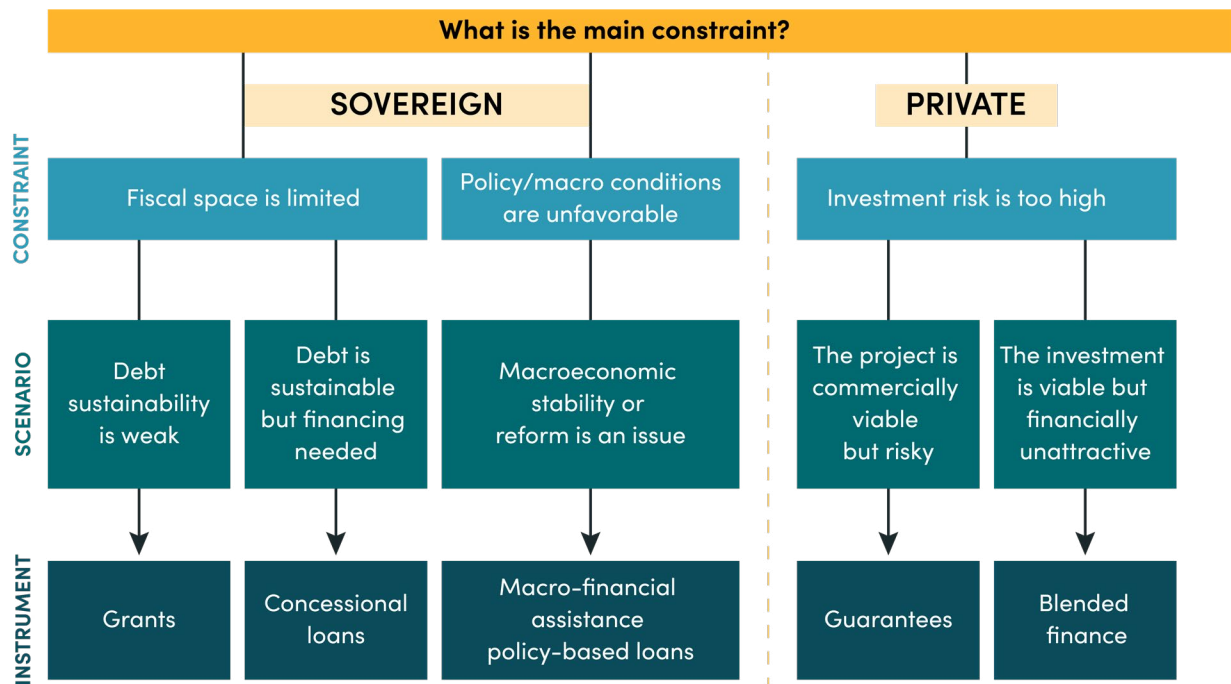 What is the main constraint?
SOVEREIGN
PRIVATE
CONSTRAINT
Fiscal space is limited
Policy/macro conditions
are unfavorable
Investment risk is too high
SCENARIO
Debt
sustainability
is weak
Debt is
sustainable
but financing
needed
Macroeconomic
stability or
reform is an issue
The project is
commercially
viable
but risky
The investment
is viable but
financially
unattractive
INSTRUMENT
Grants
Concessional
loans
Macro-financial
assistance
policy-based loans
Guarantees
Blended
finance